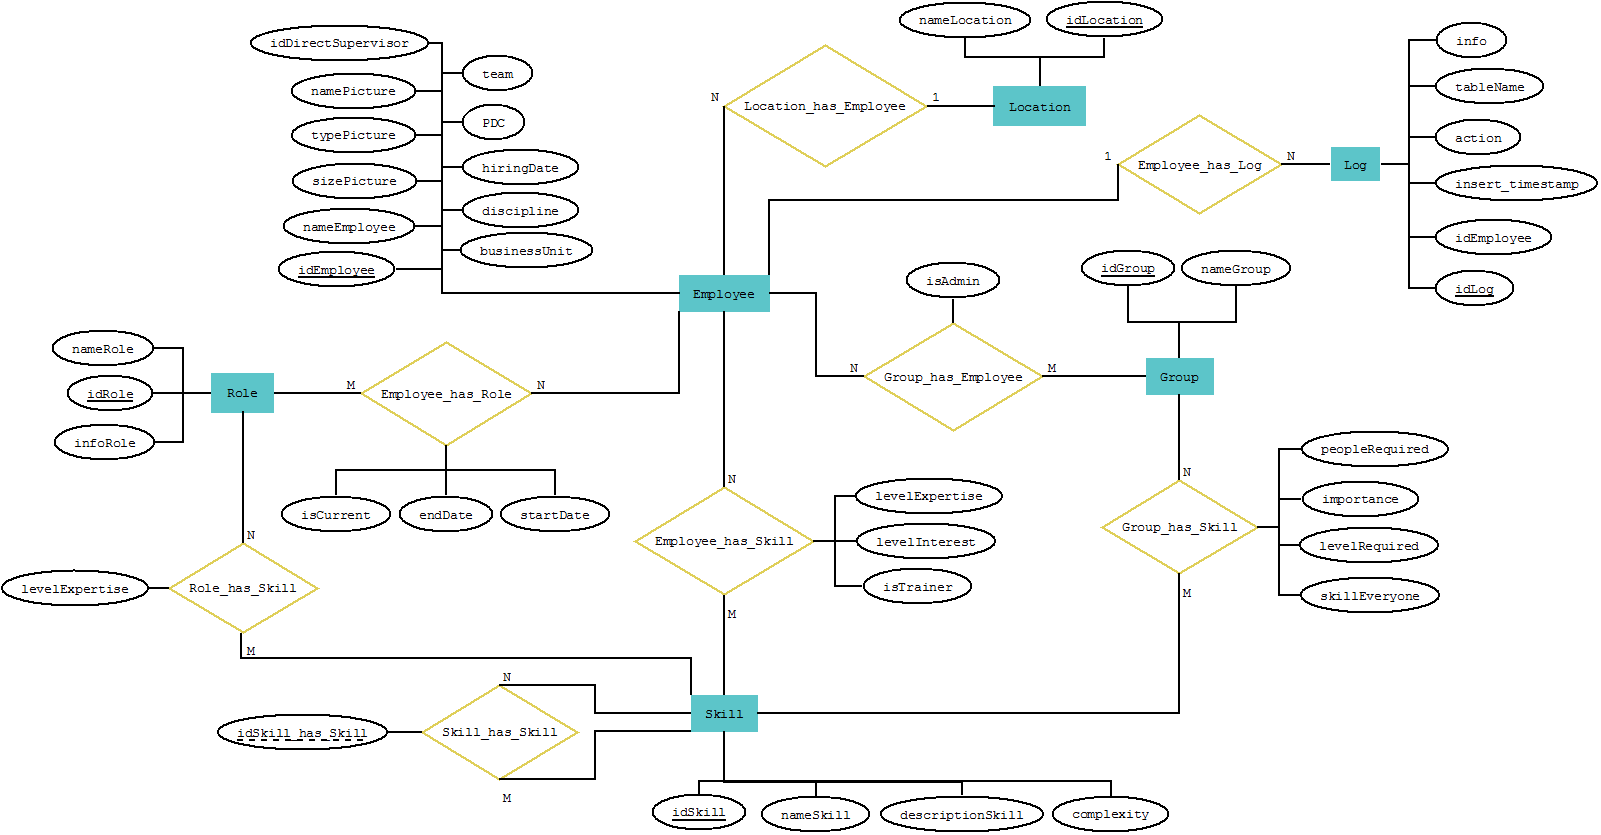 nameLocation
idLocation
idDirectSupervisor
info
team
namePicture
tableName
N
Location_has_Employee
1
Location
PDC
typePicture
action
1
Employee_has_Log
N
Log
hiringDate
sizePicture
insert_timestamp
discipline
nameEmployee
idEmployee
businessUnit
idEmployee
idGroup
nameGroup
isAdmin
idLog
Employee
nameRole
N
Group_has_Employee
M
Group
M
N
idRole
Role
Employee_has_Role
infoRole
peopleRequired
N
N
levelExpertise
importance
isCurrent
endDate
startDate
Group_has_Skill
N
Employee_has_Skill
levelInterest
levelRequired
levelExpertise
Role_has_Skill
isTrainer
M
skillEveryone
M
M
N
Skill
idSkill_has_Skill
Skill_has_Skill
M
idSkill
nameSkill
descriptionSkill
complexity